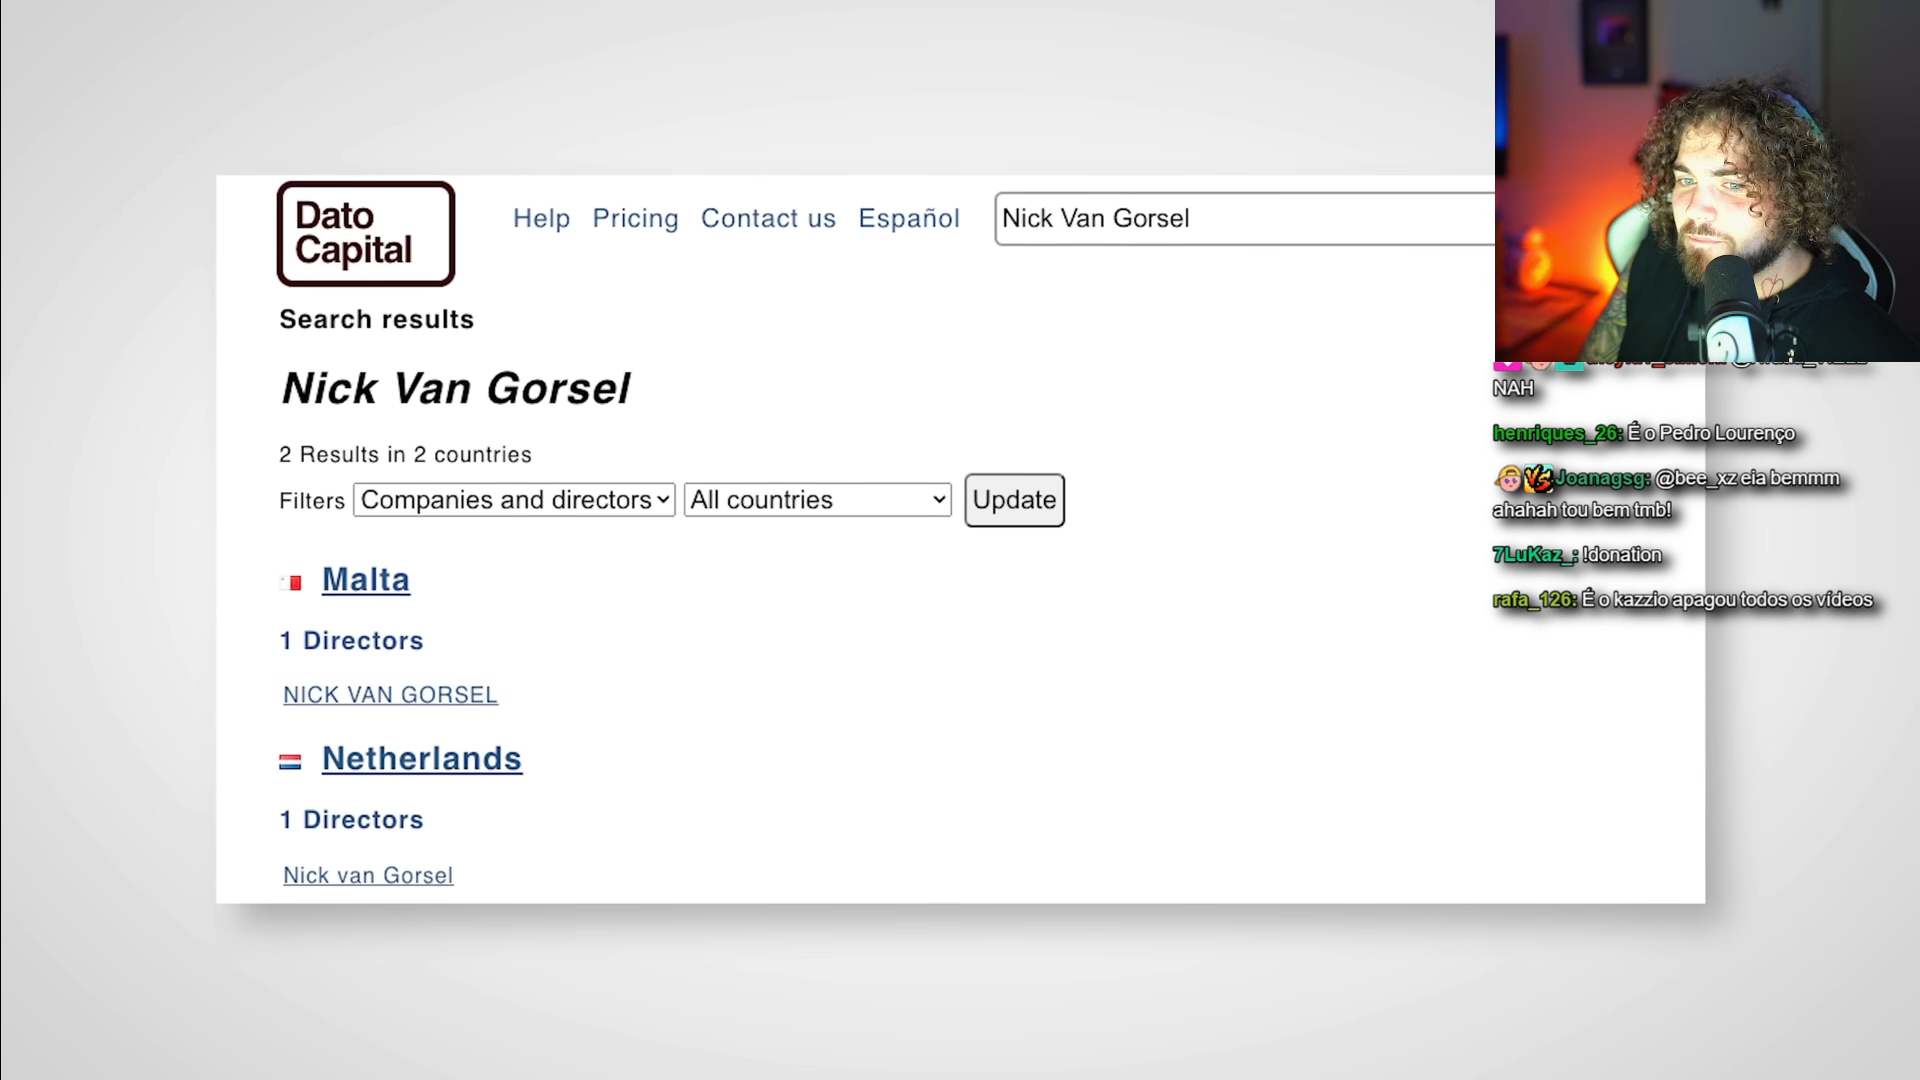 Dato
Capital
Help Pricing Contact us Español
Nick Van Gorsel
Search results
Nick Van Gorsel
2 Results in 2 countries
Filters Companies and directors All countries Update
Malta
1 Directors
NICK VAN GORSEL
Netherlands
1 Directors
Nick van Gorsel
NAH
henriques_26: É o Pedro Lourenço
Joanagsg: @bee_xz eia bemmm
ahahah tou bem tmb!
7LuKaz_: !donation
rafa_126: É o kazzio apagou todos os vídeos